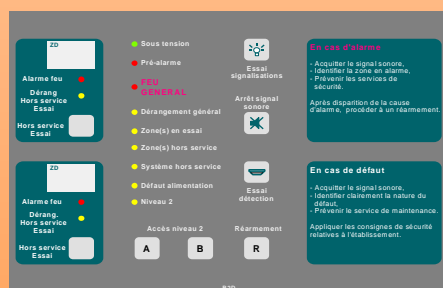 ZD
Alarme feu
Dérang
Hors service
Essai
Hors service
Essai
ZD
Alarme feu
Dérang.
Hors service
Essai
Hors service
Essai
Sous tension
Pré-alarme
FEU
GENERAL
Dérangement général
Zone(s) en essai
Zone(s) hors service
Système hors service
Défaut alimentation
Niveau 2
Accès niveau 2
A
B
Essai
signalisations
Arrêt signal
sonore
Essai
détection
Réarmement
R
En cas d'alarme
- Acquitter le signal sonore,
- Identifier la zone en alarme,
- Prévenir les services de
sécurité.
Après disparition de la cause
d'alarme, procéder à un réarmement.
En cas de défaut
- Acquitter le signal sonore,
- Identifier clairement la nature du
défaut,
- Prévenir le service de maintenance.
Appliquer les consignes de sécurité
relatives à l'établissement.